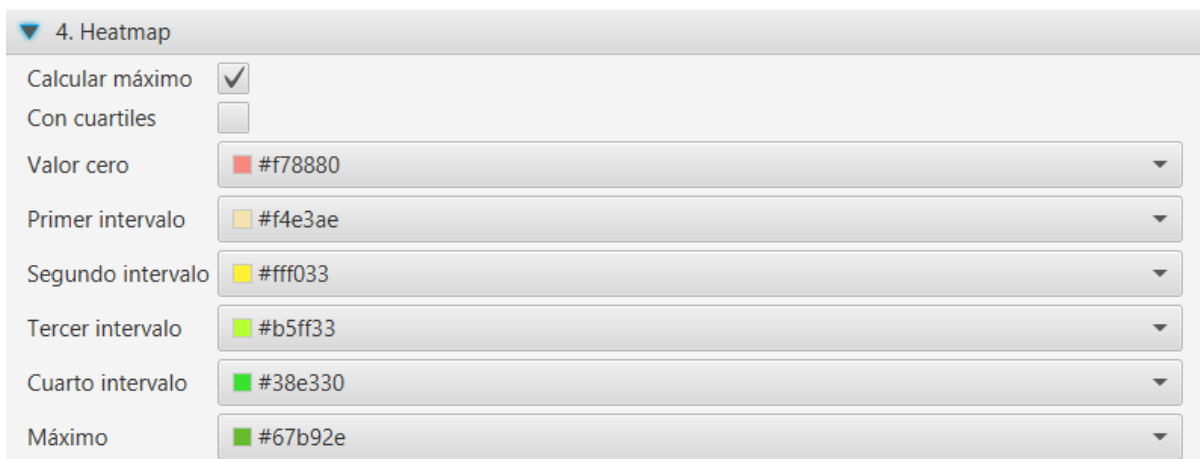 4. Heatmap
Calcular máximo
Con cuartiles
Valor cero #f78880
Primer intervalo #f4e3ae
Segundo intervalo #fff033
Tercer intervalo #b5ff33
Cuarto intervalo #38e330
Máximo #67b92e